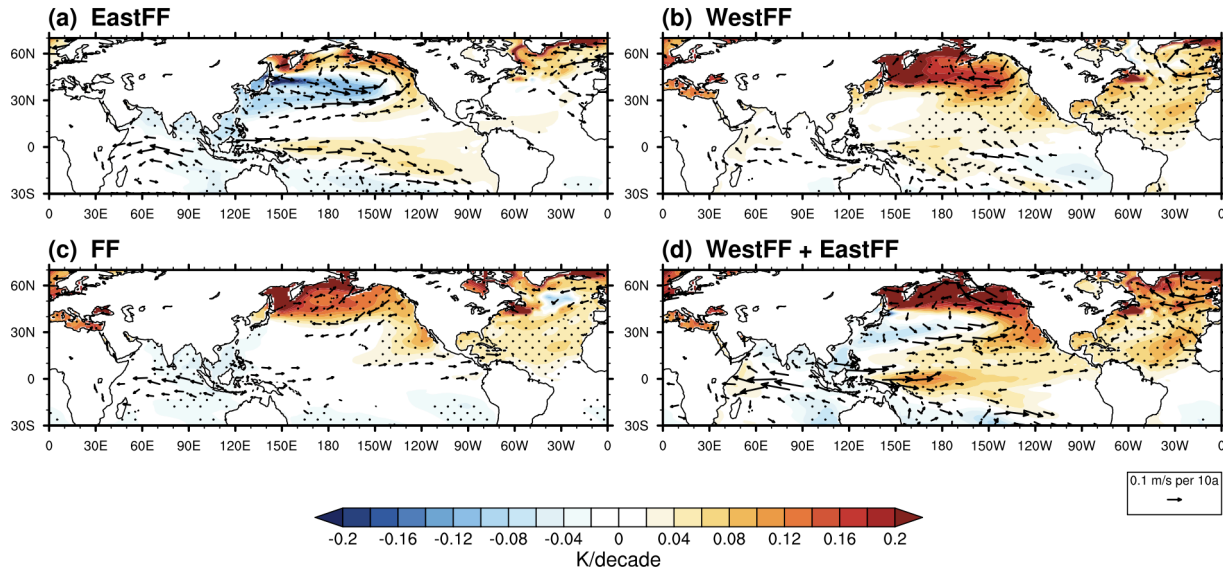 (a) EastFF
(b) WestFF
60N
30N
0
30S
0 30E 60E 90E 120E 150E 180 150W 120W 90W 60W 30W 0
60N
30N
0
30S
0 30E 60E 90E 120E 150E 180 150W 120W 90W 60W 30W 0
(c) FF
(d) WestFF + EastFF
60N
30N
0
30S
0 30E 60E 90E 120E 150E 180 150W 120W 90W 60W 30W 0
60N
30N
0
30S
0 30E 60E 90E 120E 150E 180 150W 120W 90W 60W 30W 0
0.1 m/s per 10a
-0.2 -0.16 -0.12 -0.08 -0.04 0 0.04 0.08 0.12 0.16 0.2
K/decade